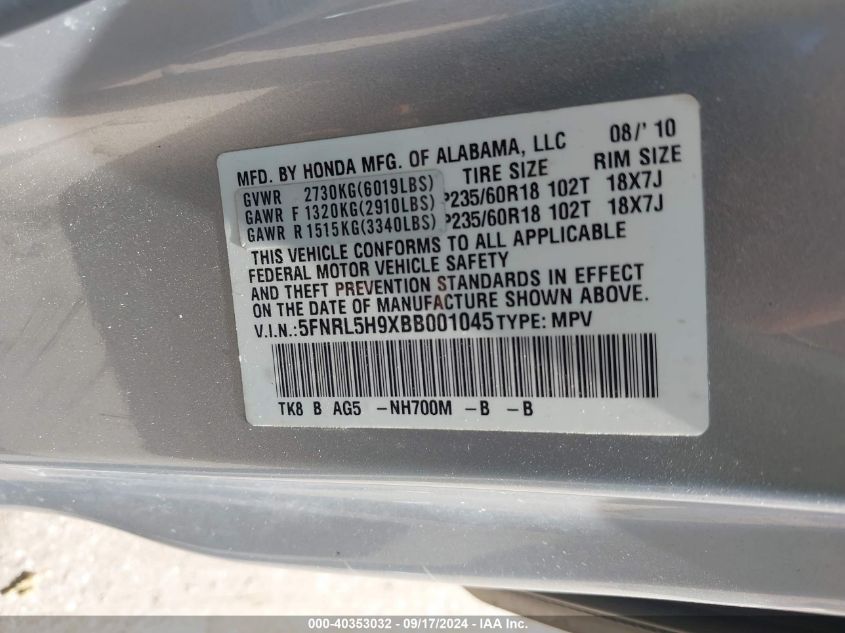 MFD. BY HONDA MFG. OF ALABAMA, LLC 08/' 10
TIRE SIZE RIM SIZE
GVWR 2730KG(6019LBS)
GAWR F 1320KG(2910LBS) P235/60R18 102T 18X7J
GAWR R 1515KG(3340LBS) P235/60R18 102T 18X7J
THIS VEHICLE CONFORMS TO ALL APPLICABLE
FEDERAL MOTOR VEHICLE SAFETY
AND THEFT PREVENTION STANDARDS IN EFFECT
ON THE DATE OF MANUFACTURE SHOWN ABOVE.
V.I.N.:5FNRL5H9XBB001045 TYPE: MPV
TK8 B AG5 -NH700M -B -B
000-40353032 - 09/17/2024 - IAA Inc.